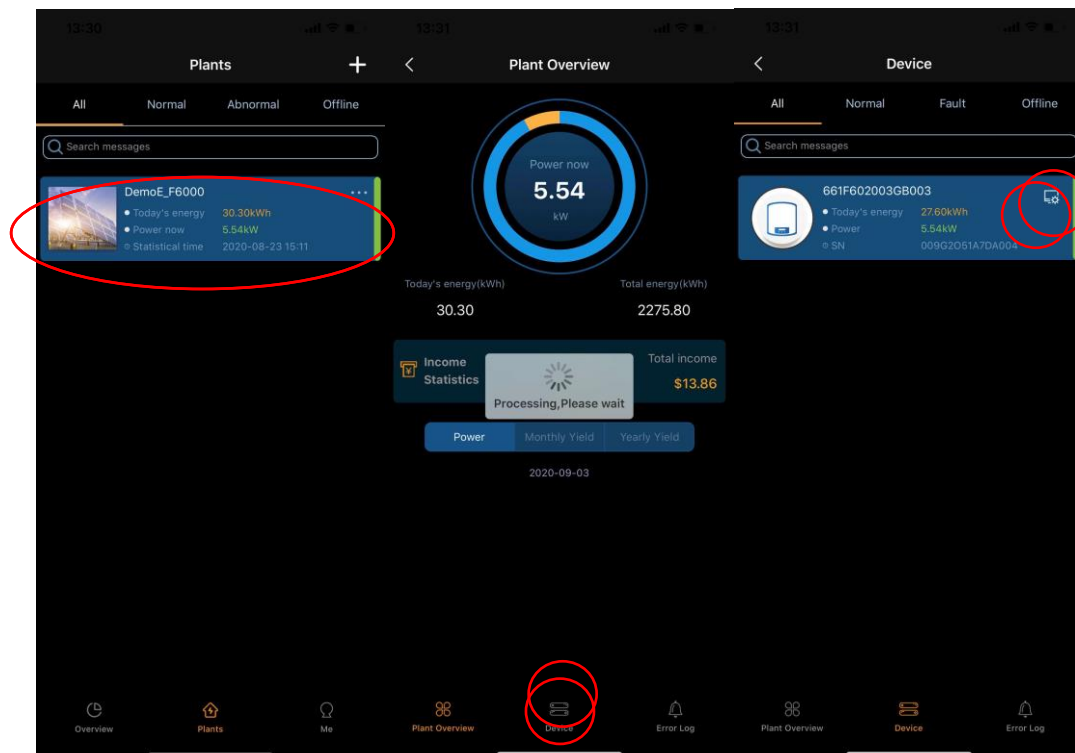 13:30
Plants
+
All Normal Abnormal Offline
Search messages
DemoE_F6000
Today's energy 30.30kWh
Power now 5.54kW
Statistical time 2020-08-23 15:11
Overview Plants Me
13:31
Plant Overview
Power now
5.54
kW
Today's energy(kWh) Total energy(kWh)
30.30 2275.80
Income
Statistics
Total income
$13.86
Processing,Please wait
Power Monthly Yield Yearly Yield
2020-09-03
Plant Overview Device Error Log
13:31
Device
All Normal Fault Offline
Search messages
661F602003GB003
Today's energy 27.60kWh
Power 5.54kW
SN 009G2O51A7DA004
Plant Overview Device Error Log